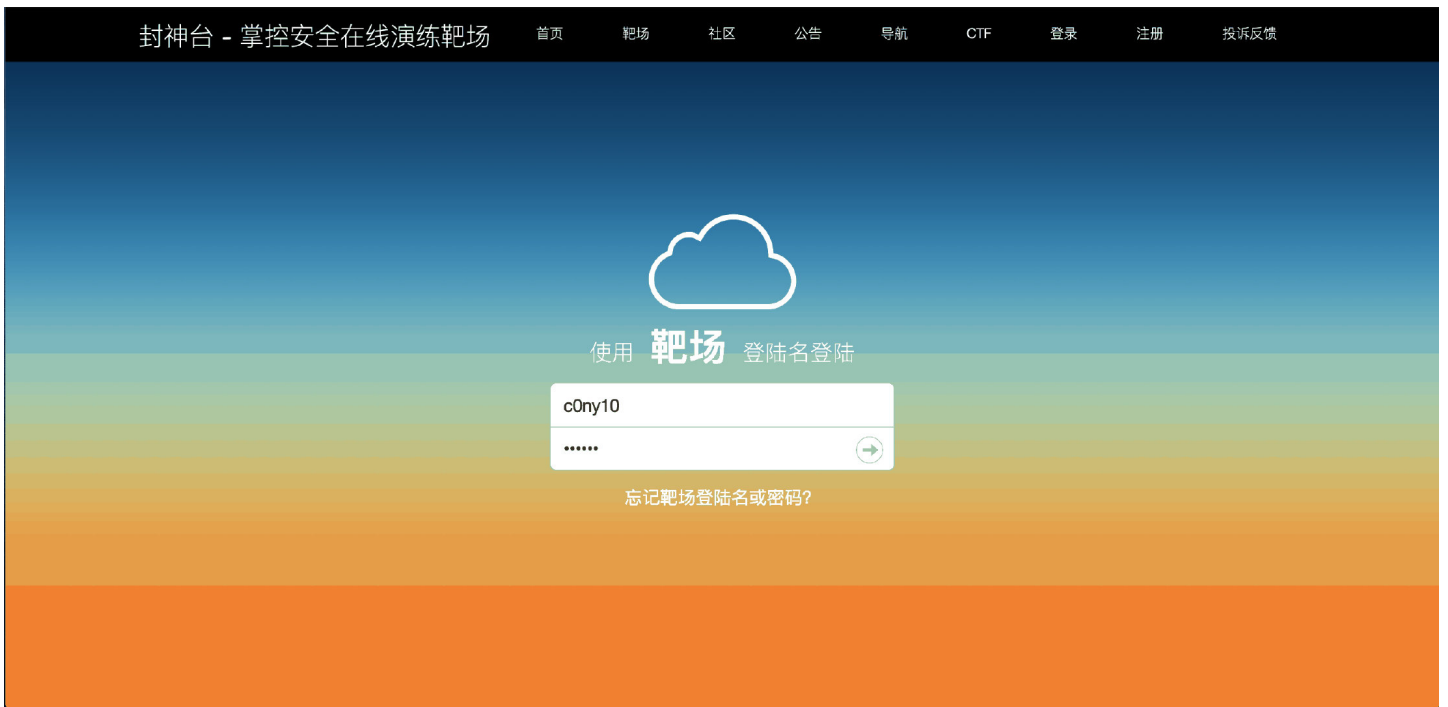 封神台 - 掌控安全在线演练靶场 首页 靶场 社区 公告 导航 CTF 登录 注册 投诉反馈
使用 靶场 登陆名登陆
c0ny10
••••••
忘记靶场登陆名或密码?